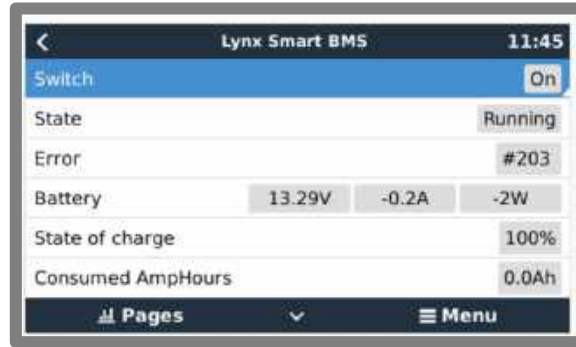 Lynx Smart BMS 11:45
Switch On
State Running
Error #203
Battery 13.29V -0.2A -2W
State of charge 100%
Consumed AmpHours 0.0Ah
Pages Menu